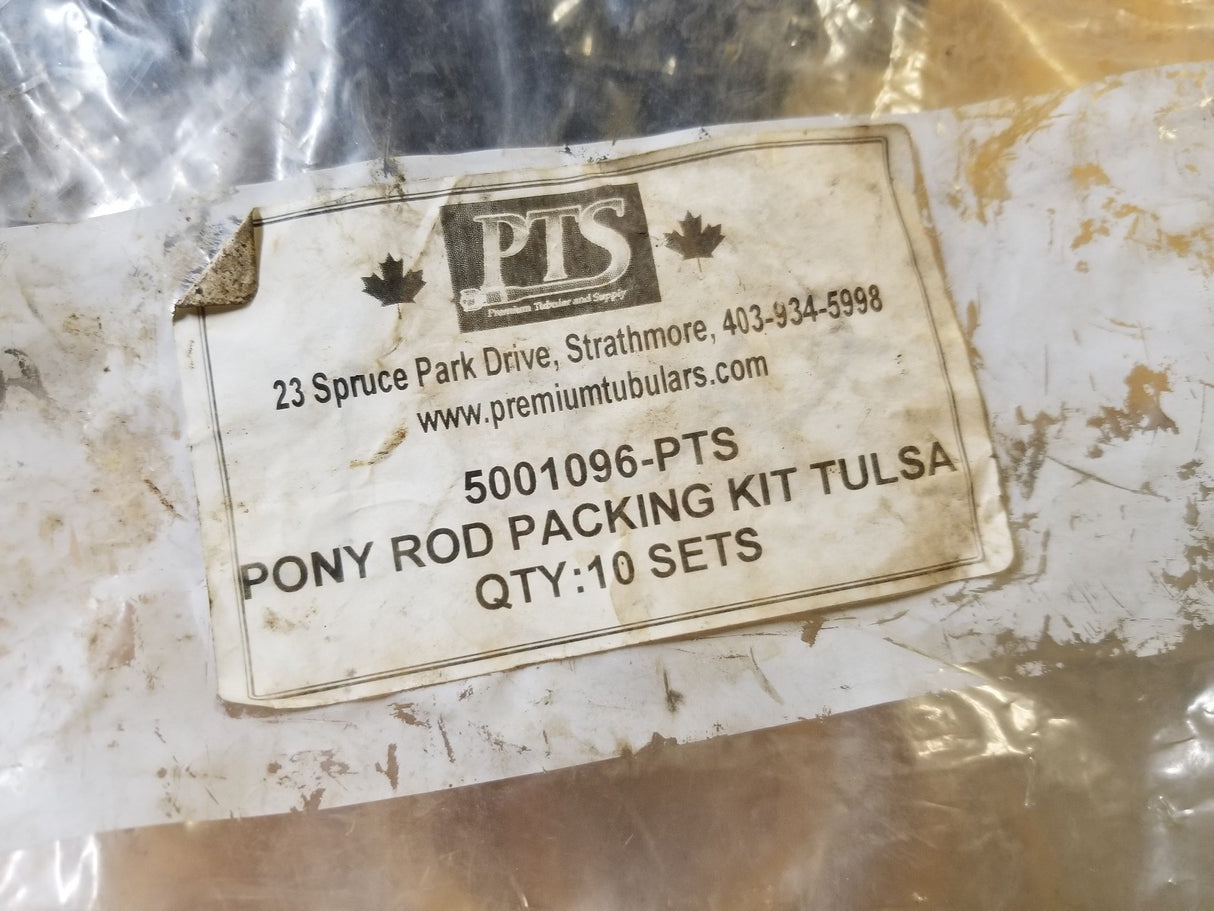 PTS
Premium Tubular and Supply
23 Spruce Park Drive, Strathmore, 403-934-5998
www.premiumtubulars.com
5001096-PTS
PONY ROD PACKING KIT TULSA
QTY:10 SETS